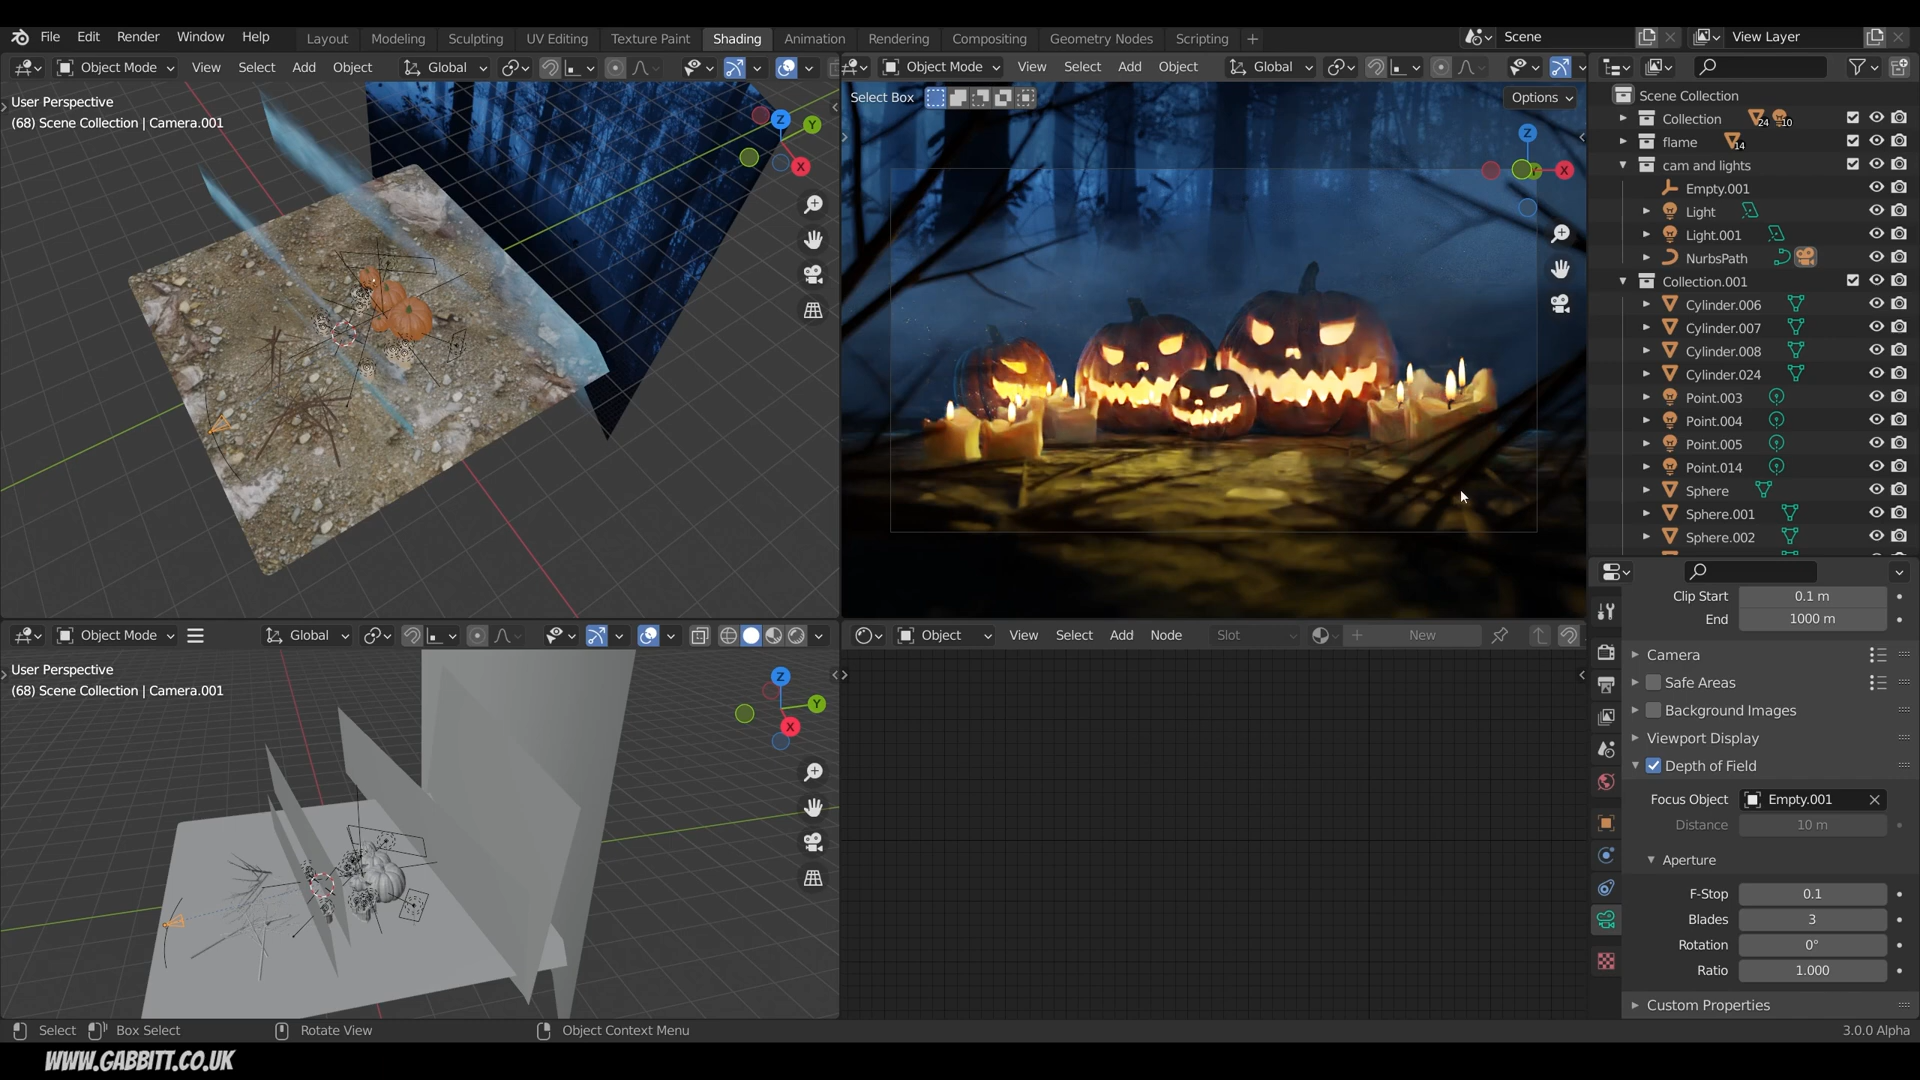 File Edit Render Window Help Layout Modeling Sculpting UV Editing Texture Paint Shading Animation Rendering Compositing Geometry Nodes Scripting + Scene View Layer
Object Mode View Select Add Object Global
Object Mode View Select Add Object Global
User Perspective
(68) Scene Collection | Camera.001
Z
Y
X
Select Box Options
Z
X
Scene Collection
Collection 24 10
flame 14
cam and lights
Empty.001
Light
Light.001
NurbsPath
Collection.001
Cylinder.006
Cylinder.007
Cylinder.008
Cylinder.024
Point.003
Point.004
Point.005
Point.014
Sphere
Sphere.001
Sphere.002
Object Mode Global
User Perspective
(68) Scene Collection | Camera.001
Z
Y
X
Object View Select Add Node Slot New
Clip Start 0.1 m
End 1000 m
Camera
Safe Areas
Background Images
Viewport Display
Depth of Field
Focus Object Empty.001
Distance 10 m
Aperture
F-Stop 0.1
Blades 3
Rotation 0°
Ratio 1.000
Custom Properties
Select Box Select Rotate View Object Context Menu 3.0.0 Alpha
WWW.GABBITT.CO.UK